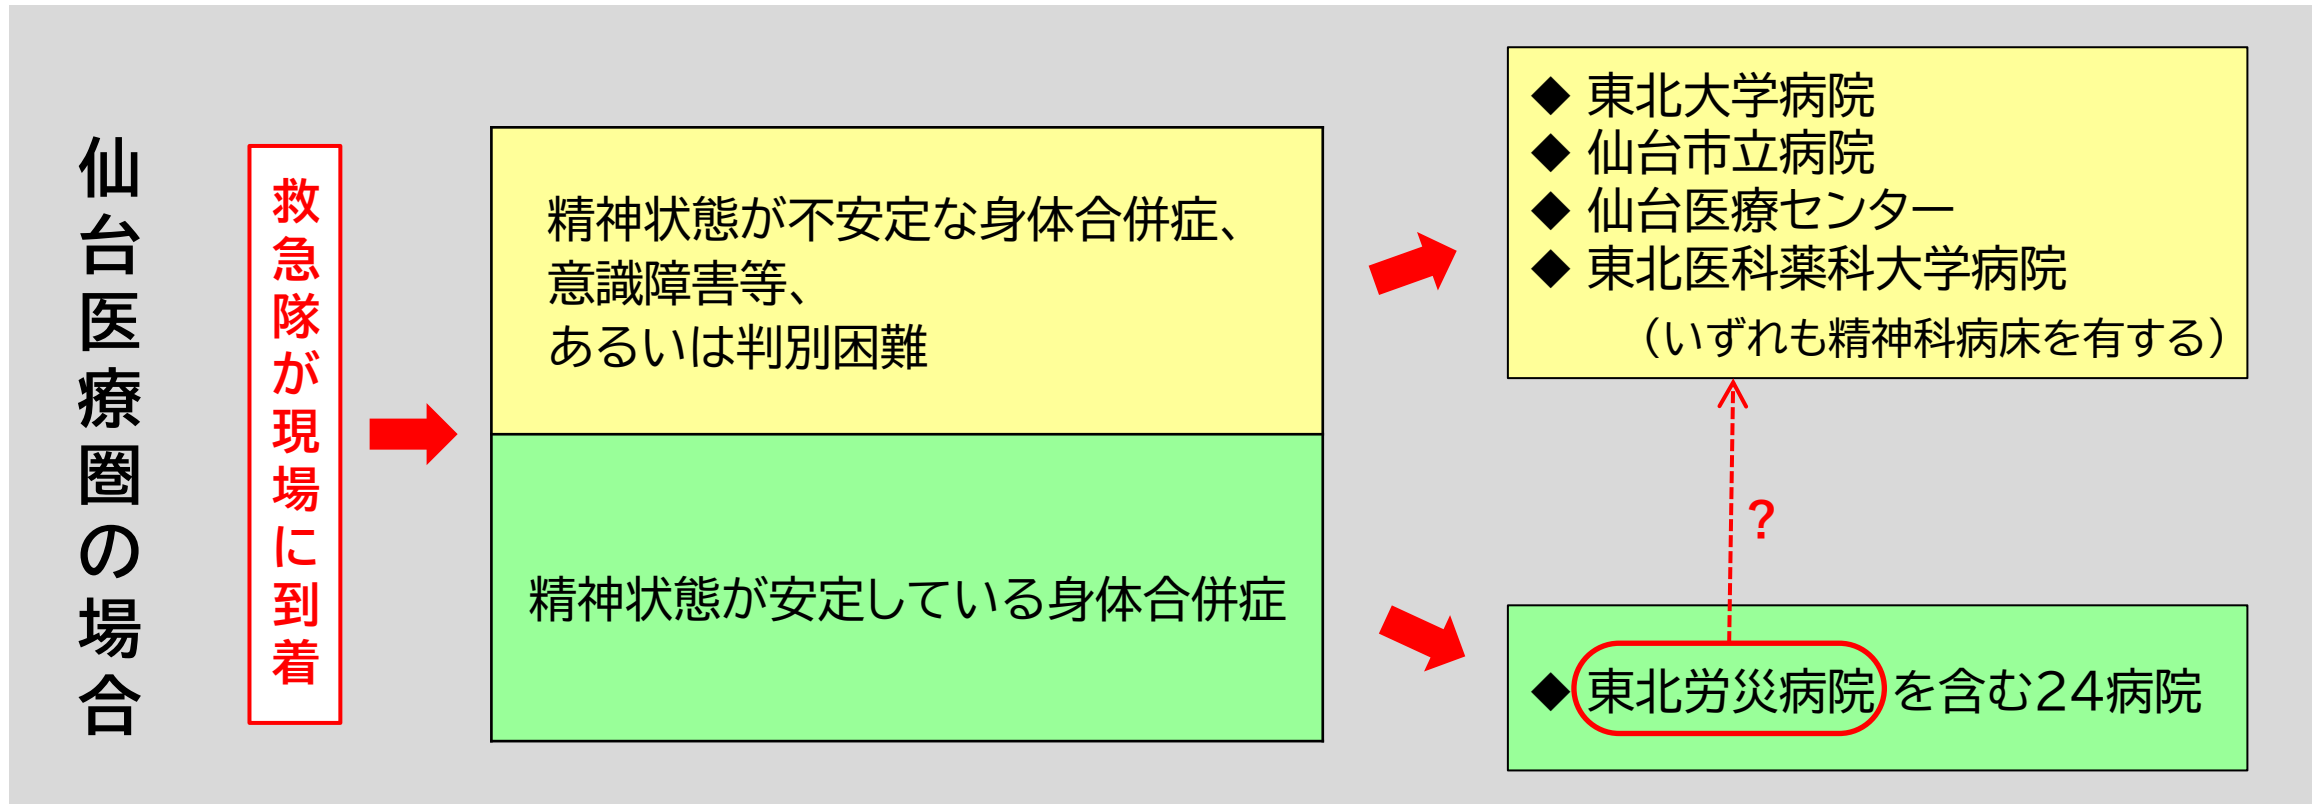 仙台医療圏の場合
救急隊が現場に到着
精神状態が不安定な身体合併症、
意識障害等、
あるいは判別困難
精神状態が安定している身体合併症
◆ 東北大学病院
◆ 仙台市立病院
◆ 仙台医療センター
◆ 東北医科薬科大学病院
（いずれも精神科病床を有する）
?
◆ 東北労災病院 を含む24病院